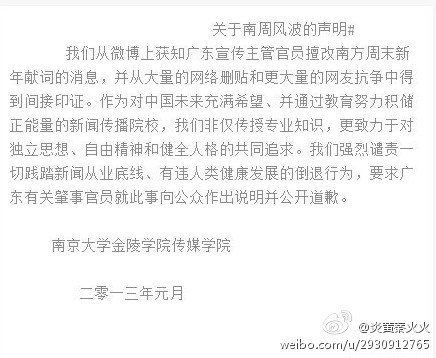 关于南周风波的声明#
我们从微博上获知广东宣传主管官员擅改南方周末新
年献词的消息，并从大量的网络删贴和更大量的网友抗争中得
到间接印证。作为对中国未来充满希望、并通过教育努力积储
正能量的新闻传播院校，我们非仅传授专业知识，更致力于对
独立思想、自由精神和健全人格的共同追求。我们强烈谴责一
切践踏新闻从业底线、有违人类健康发展的倒退行为，要求广
东有关肇事官员就此事向公众作出说明并公开道歉。
南京大学金陵学院传媒学院
二零一三年元月
@炎黄秦火火
weibo.com/u/2930912765